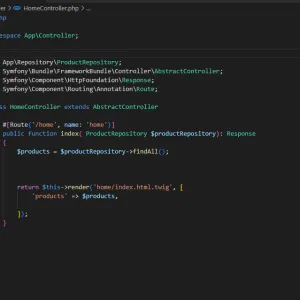 er > HomeController.php > ...
hp
espace App\Controller;
App\Repository\ProductRepository;
Symfony\Bundle\FrameworkBundle\Controller\AbstractController;
Symfony\Component\HttpFoundation\Response;
Symfony\Component\Routing\Annotation\Route;
ss HomeController extends AbstractController
#[Route('/home', name: 'home')]
public function index( ProductRepository $productRepository): Response
{
$products = $productRepository->findAll();
return $this->render('home/index.html.twig', [
'products' => $products,
]);
}